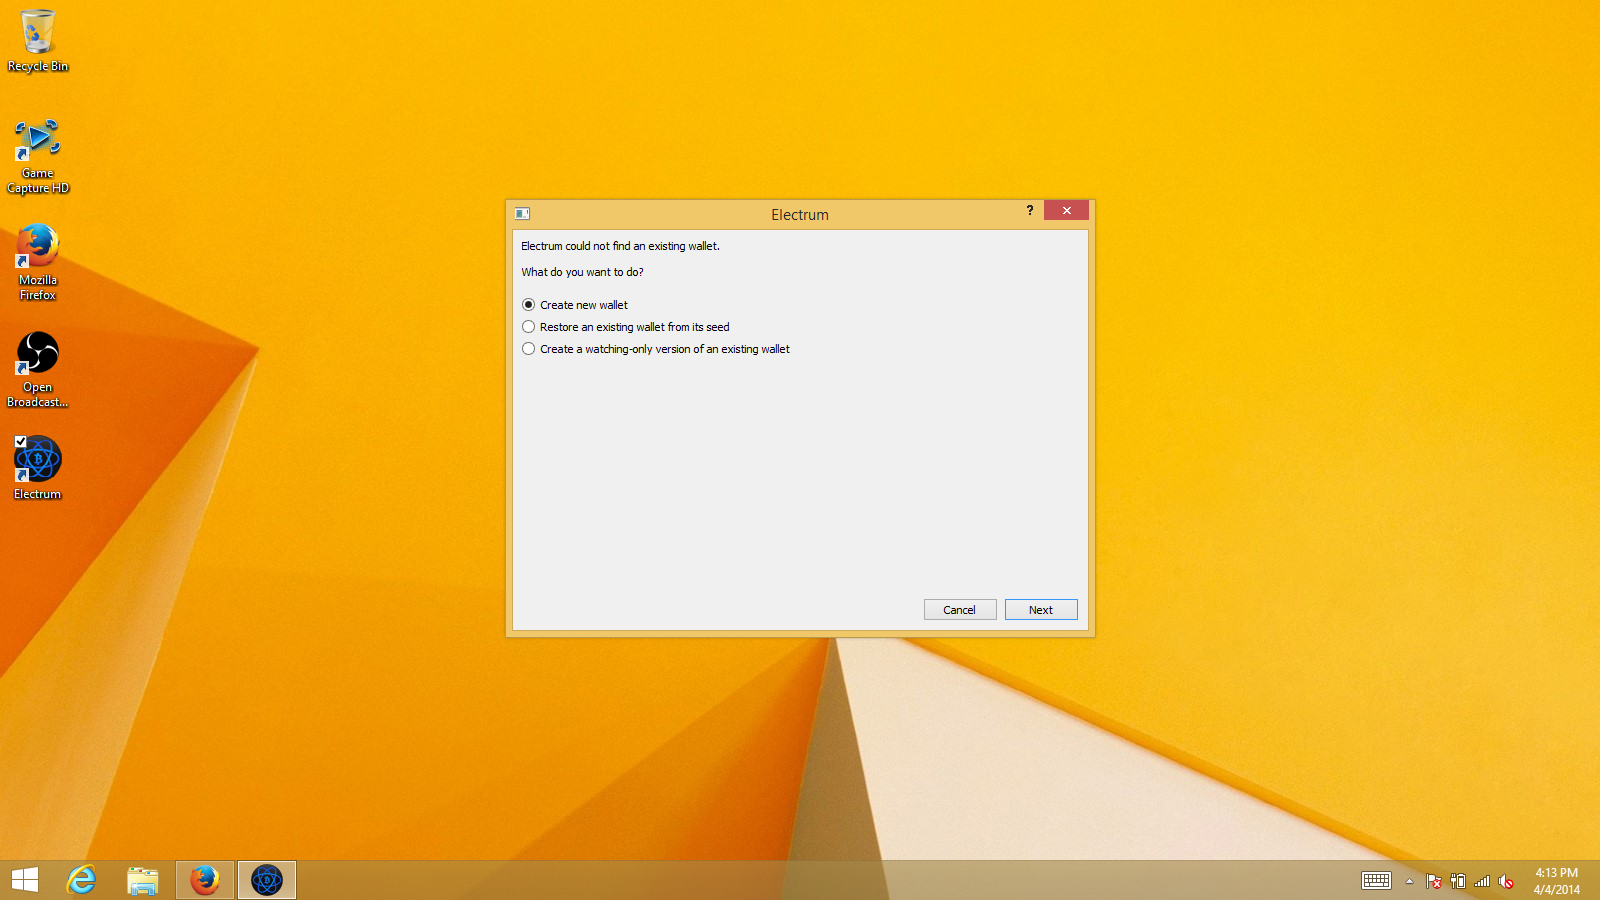 Recycle Bin
Game
Capture HD
Mozilla
Firefox
Open
Broadcast...
Electrum
Electrum
?
Electrum could not find an existing wallet.
What do you want to do?
Create new wallet
Restore an existing wallet from its seed
Create a watching-only version of an existing wallet
Cancel
Next
4:13 PM
4/4/2014